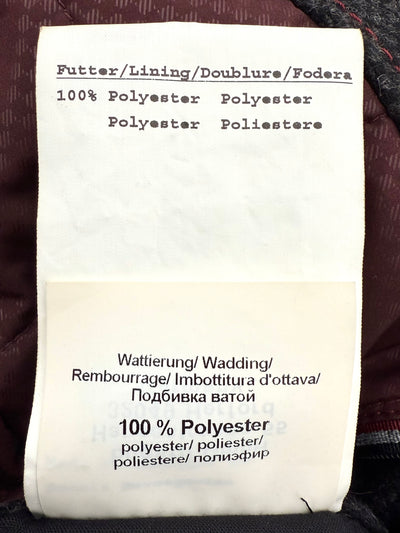 Futter/Lining/Doublure/Fodera
100% Polyester Polyester
Polyester Poliestere
Wattierung/ Wadding/
Rembourrage/ Imbottitura d'ottava/
Подбивка ватой
100 % Polyester
polyester/ poliester/
poliestere/ полиэфир